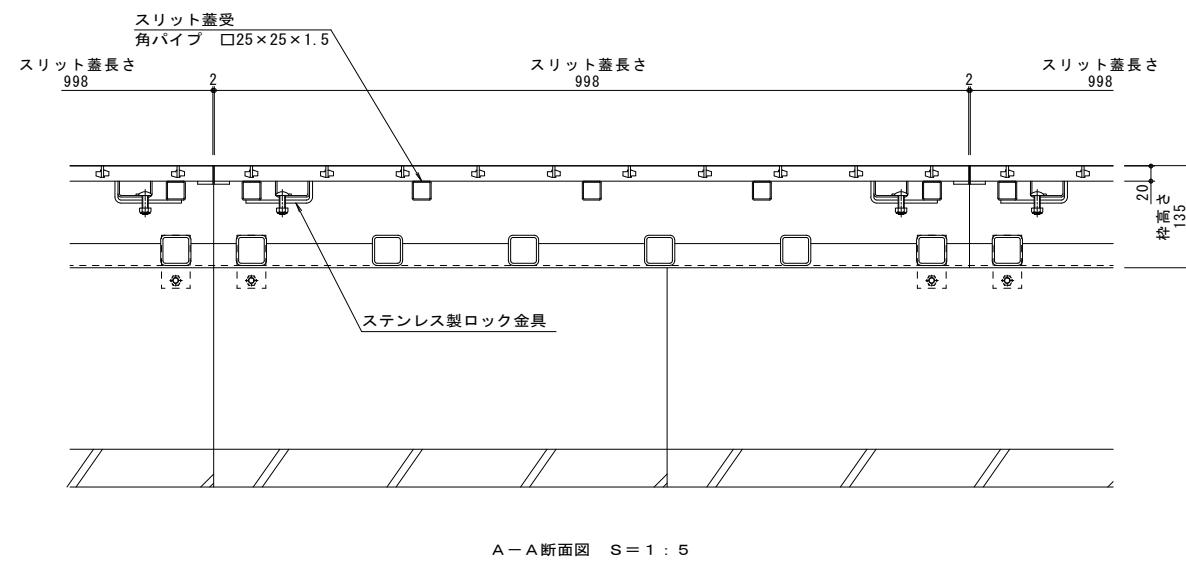 スリット蓋受
角パイプ　□25×25×1.5
スリット蓋長さ
998
2
スリット蓋長さ
998
2
スリット蓋長さ
998
20
枠高さ
135
ステンレス製ロック金具
A－A断面図　S＝1：5